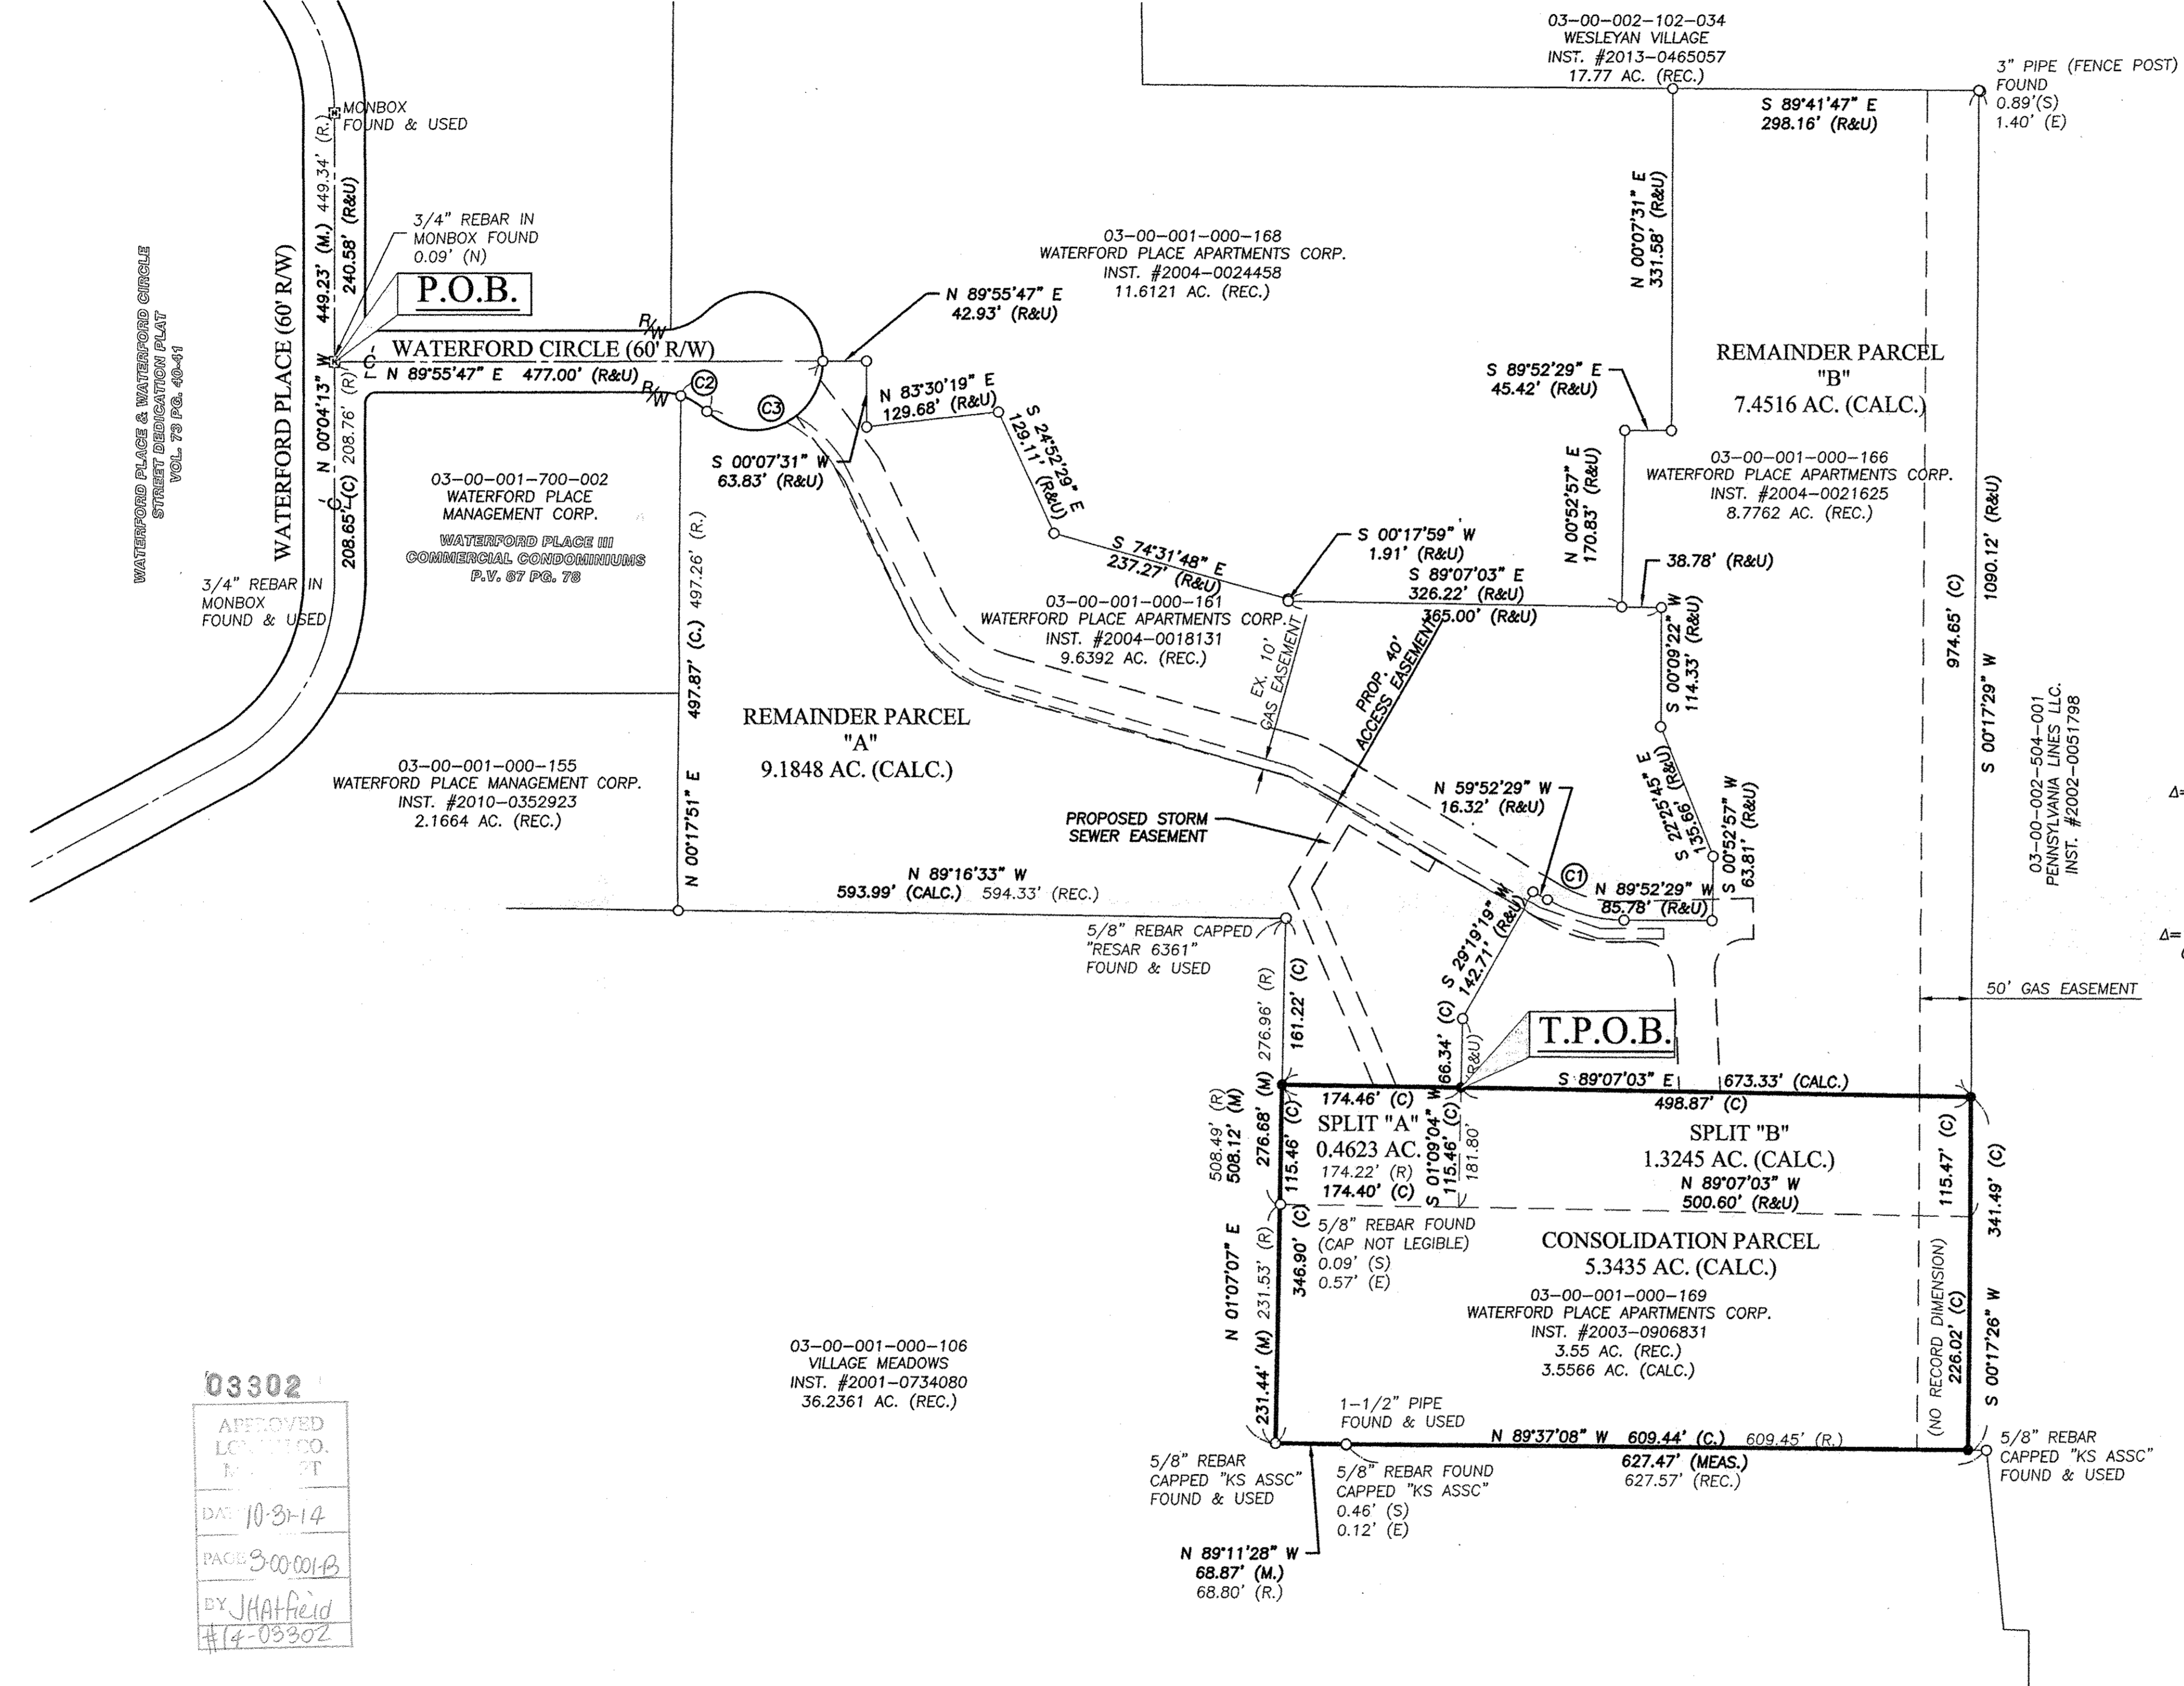 03-00-002-102-034
WESLEYAN VILLAGE
INST. #2013-0465057
17.77 AC. (REC.)
3" PIPE (FENCE POST)
FOUND
0.89'(S)
1.40' (E)
S 89°41'47" E
298.16' (R&U)
MONBOX
FOUND & USED
449.34' (R.)
N 00°04'13" W 449.23' (M.)
240.58' (R&U)
3/4" REBAR IN
MONBOX FOUND
0.09' (N)
P.O.B.
WATERFORD PLACE & WATERFORD CIRCLE
STREET DEDICATION PLAT
VOL. 73 PG. 40-41
WATERFORD PLACE (60' R/W)
208.76' (R)
208.65' (C)
R/W
WATERFORD CIRCLE (60' R/W)
N 89°55'47" E 477.00' (R&U)
R/W
C2
C3
N 89°55'47" E
42.93' (R&U)
03-00-001-000-168
WATERFORD PLACE APARTMENTS CORP.
INST. #2004-0024458
11.6121 AC. (REC.)
N 00°07'31" E
331.58' (R&U)
REMAINDER PARCEL
"B"
7.4516 AC. (CALC.)
S 89°52'29" E
45.42' (R&U)
N 83°30'19" E
129.68' (R&U)
S 24°52'29" E
129.11' (R&U)
S 00°07'31" W
63.83' (R&U)
03-00-001-000-166
WATERFORD PLACE APARTMENTS CORP.
INST. #2004-0021625
8.7762 AC. (REC.)
N 00°52'57" E
170.83' (R&U)
03-00-001-700-002
WATERFORD PLACE
MANAGEMENT CORP.
WATERFORD PLACE III
COMMERCIAL CONDOMINIUMS
P.V. 87 PG. 78
3/4" REBAR IN
MONBOX
FOUND & USED
S 74°31'48" E
237.27' (R&U)
S 00°17'59" W
1.91' (R&U)
S 89°07'03" E
326.22' (R&U)
365.00' (R&U)
38.78' (R&U)
03-00-001-000-161
WATERFORD PLACE APARTMENTS CORP.
INST. #2004-0018131
9.6392 AC. (REC.)
EX. 10'
GAS EASEMENT
PROP. 40'
ACCESS EASEMENT
S 00°09'22" W
114.33' (R&U)
974.65' (C)
S 00°17'29" W 1090.12' (R&U)
03-00-002-504-001
PENNSYLVANIA LINES LLC.
INST. #2002-0051798
N 00°17'51" E 497.87' (C.) 497.26' (R.)
REMAINDER PARCEL
"A"
9.1848 AC. (CALC.)
03-00-001-000-155
WATERFORD PLACE MANAGEMENT CORP.
INST. #2010-0352923
2.1664 AC. (REC.)
S 22°25'45" E
135.66' (R&U)
S 00°52'57" W
63.81' (R&U)
N 59°52'29" W
16.32' (R&U)
Δ=
PROPOSED STORM
SEWER EASEMENT
C1
N 89°52'29" W
85.78' (R&U)
N 89°16'33" W
593.99' (CALC.) 594.33' (REC.)
5/8" REBAR CAPPED
"RESAR 6361"
FOUND & USED
S 29°19'19" W
142.71' (R&U)
Δ=
50' GAS EASEMENT
276.96' (R)
161.22' (C)
66.34' (C)
(R&U)
T.P.O.B.
S 89°07'03" E 673.33' (CALC.)
498.87' (C)
508.49' (R)
508.12' (M)
276.68' (M)
115.46' (C)
174.46' (C)
SPLIT "A"
0.4623 AC.
174.22' (R)
174.40' (C)
S 01°09'04" W
115.46' (C)
181.80'
SPLIT "B"
1.3245 AC. (CALC.)
N 89°07'03" W
500.60' (R&U)
115.47' (C)
341.49' (C)
5/8" REBAR FOUND
(CAP NOT LEGIBLE)
0.09' (S)
0.57' (E)
N 01°07'07" E
231.44' (M) 231.53' (R)
346.90' (C)
CONSOLIDATION PARCEL
5.3435 AC. (CALC.)
03-00-001-000-169
WATERFORD PLACE APARTMENTS CORP.
INST. #2003-0906831
3.55 AC. (REC.)
3.5566 AC. (CALC.)
(NO RECORD DIMENSION)
226.02' (C)
S 00°17'26" W
03-00-001-000-106
VILLAGE MEADOWS
INST. #2001-0734080
36.2361 AC. (REC.)
1-1/2" PIPE
FOUND & USED
N 89°37'08" W 609.44' (C.) 609.45' (R.)
627.47' (MEAS.)
627.57' (REC.)
5/8" REBAR
CAPPED "KS ASSC"
FOUND & USED
5/8" REBAR FOUND
CAPPED "KS ASSC"
0.46' (S)
0.12' (E)
5/8" REBAR
CAPPED "KS ASSC"
FOUND & USED
N 89°11'28" W
68.87' (M.)
68.80' (R.)
03302
APPROVED
CO.
10-31-14
PAGE 3-00-001-B
BY JHAtfield
#14-03302